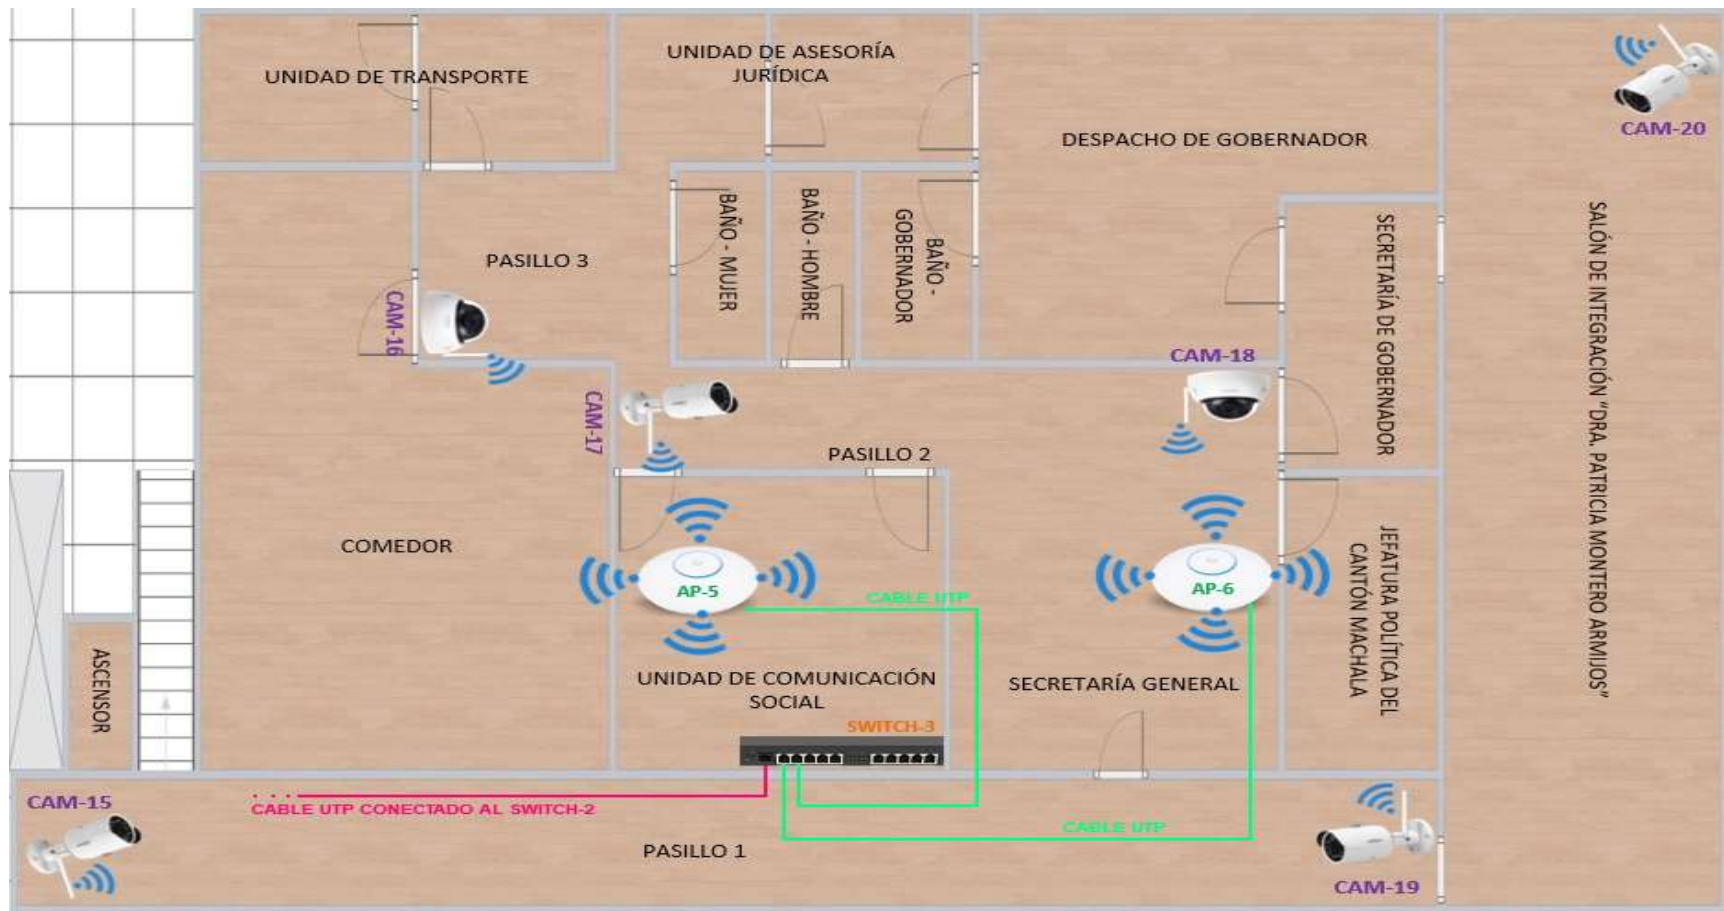 UNIDAD DE TRANSPORTE
UNIDAD DE ASESORÍA
JURÍDICA
DESPACHO DE GOBERNADOR
CAM-20
PASILLO 3
BAÑO - MUJER
BAÑO - HOMBRE
BAÑO -
GOBERNADOR
SECRETARÍA DE GOBERNADOR
SALÓN DE INTEGRACIÓN "DRA. PATRICIA MONTERO ARMIJOS"
CAM-16
CAM-17
CAM-18
PASILLO 2
COMEDOR
AP-5
CABLE UTP
AP-6
JEFATURA POLÍTICA DEL
CANTÓN MACHALA
ASCENSOR
UNIDAD DE COMUNICACIÓN
SOCIAL
SECRETARÍA GENERAL
SWITCH-3
CAM-15
CABLE UTP CONECTADO AL SWITCH-2
CABLE UTP
PASILLO 1
CAM-19